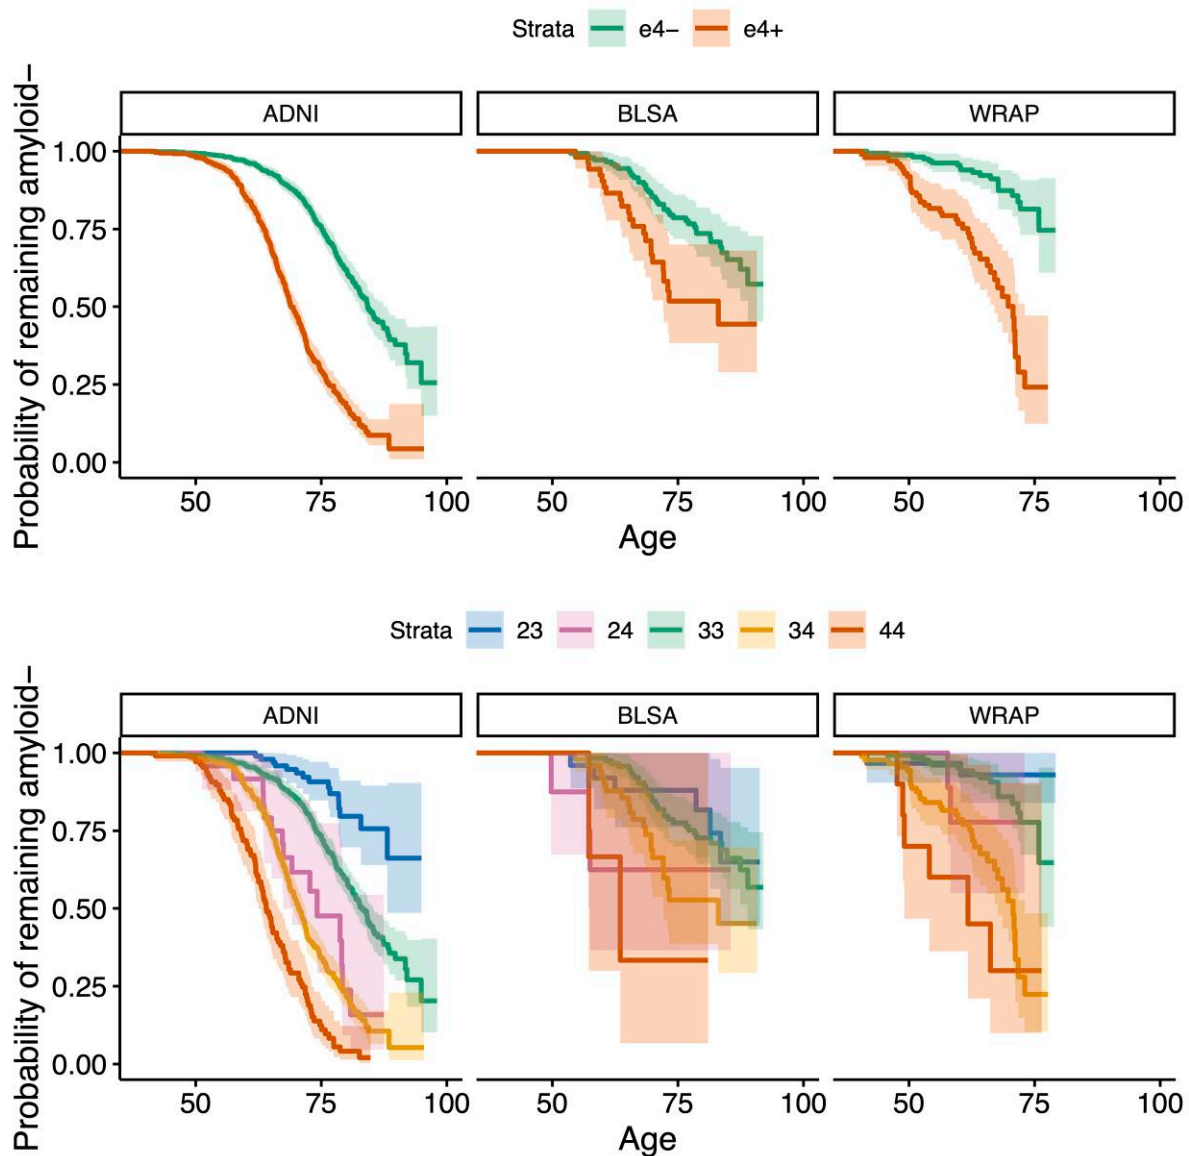 Strata e4− e4+
ADNI BLSA WRAP
Probability of remaining amyloid−
1.00
0.75
0.50
0.25
0.00
50 75 100 50 75 100 50 75 100
Age
Strata 23 24 33 34 44
ADNI BLSA WRAP
Probability of remaining amyloid−
1.00
0.75
0.50
0.25
0.00
50 75 100 50 75 100 50 75 100
Age